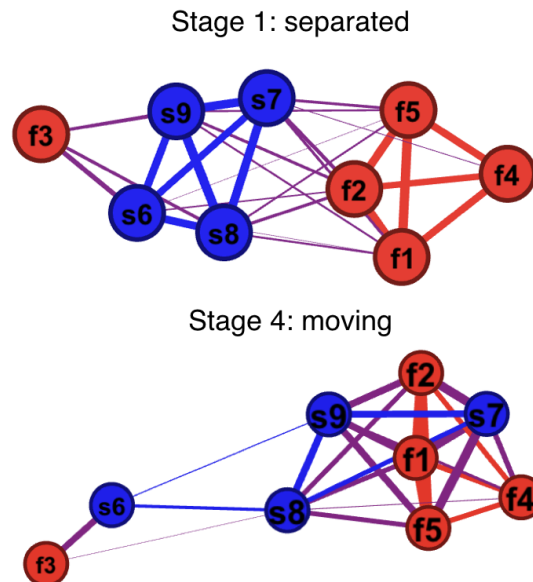 Stage 1: separated
s7
s9
f5
f3
f4
f2
s6
s8
f1
Stage 4: moving
f2
s9
s7
f1
s6
f4
s8
f5
f3